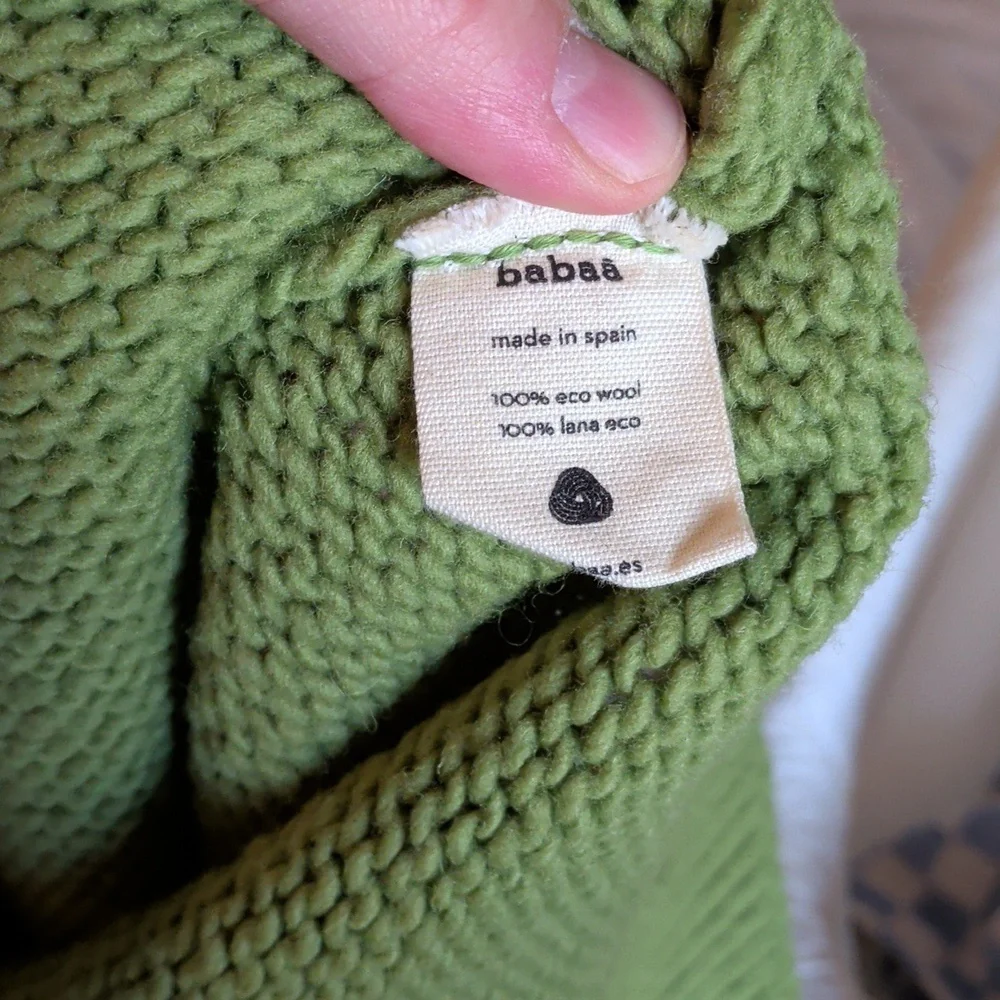 babaà
made in spain
100% eco wool
100% lana eco